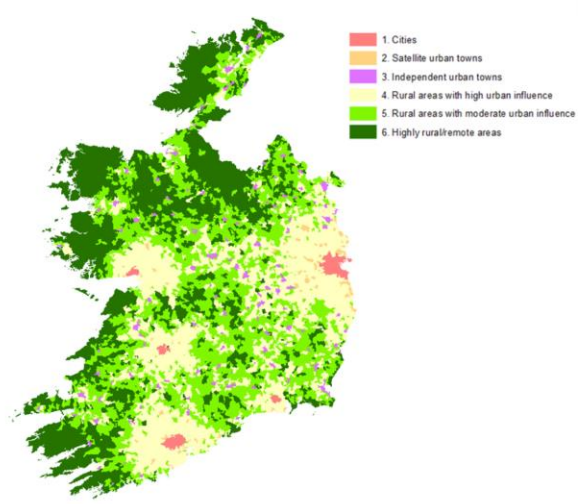 1. Cities
2. Satellite urban towns
3. Independent urban towns
4. Rural areas with high urban influence
5. Rural areas with moderate urban influence
6. Highly rural/remote areas